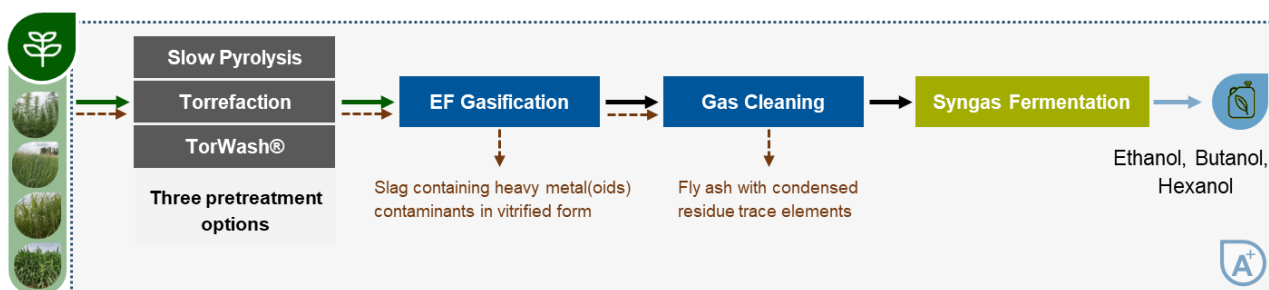 Slow Pyrolysis
Torrefaction
TorWash®
Three pretreatment
options
EF Gasification
Slag containing heavy metal(oids)
contaminants in vitrified form
Gas Cleaning
Fly ash with condensed
residue trace elements
Syngas Fermentation
Ethanol, Butanol,
Hexanol
A+